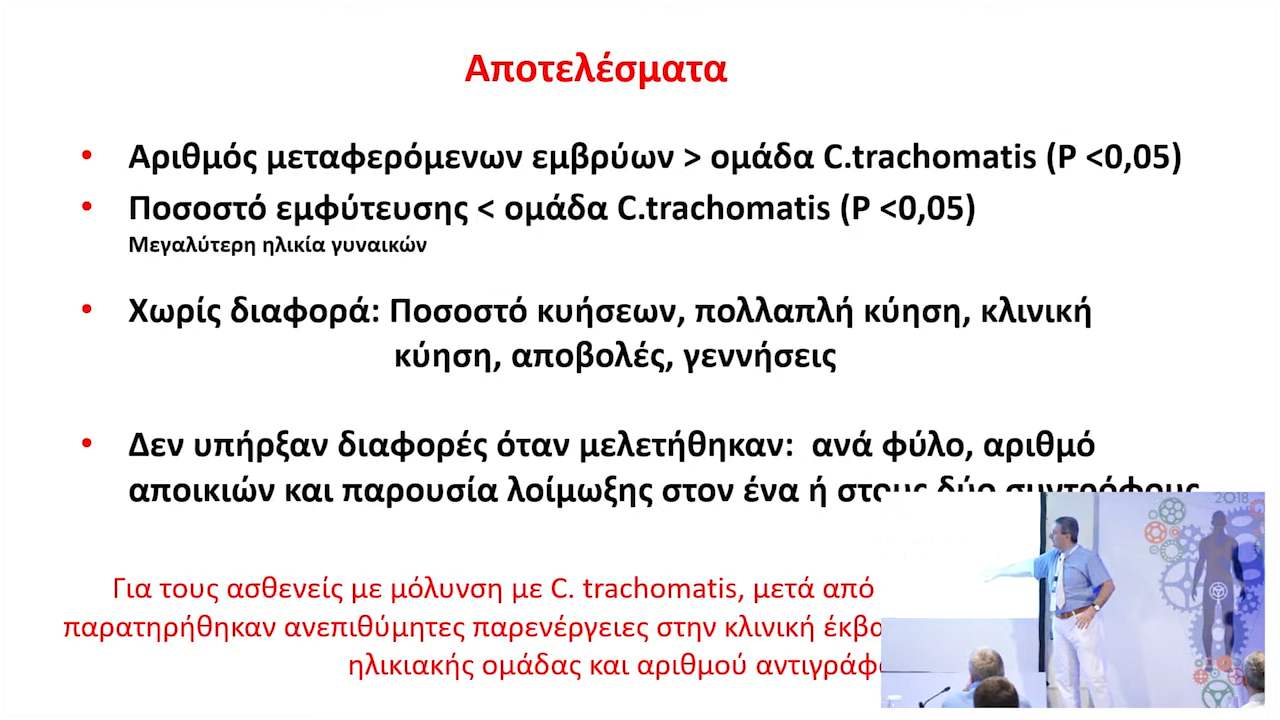 Αποτελέσματα
• Αριθμός μεταφερόμενων εμβρύων > ομάδα C.trachomatis (P <0,05)
• Ποσοστό εμφύτευσης < ομάδα C.trachomatis (P <0,05)
Μεγαλύτερη ηλικία γυναικών
• Χωρίς διαφορά: Ποσοστό κυήσεων, πολλαπλή κύηση, κλινική
κύηση, αποβολές, γεννήσεις
• Δεν υπήρξαν διαφορές όταν μελετήθηκαν: ανά φύλο, αριθμό
αποικιών και παρουσία λοίμωξης στον ένα ή στους δύο συντρόφους
Για τους ασθενείς με μόλυνση με C. trachomatis, μετά από
παρατηρήθηκαν ανεπιθύμητες παρενέργειες στην κλινική
ηλικιακής ομάδας και αριθμού
2018